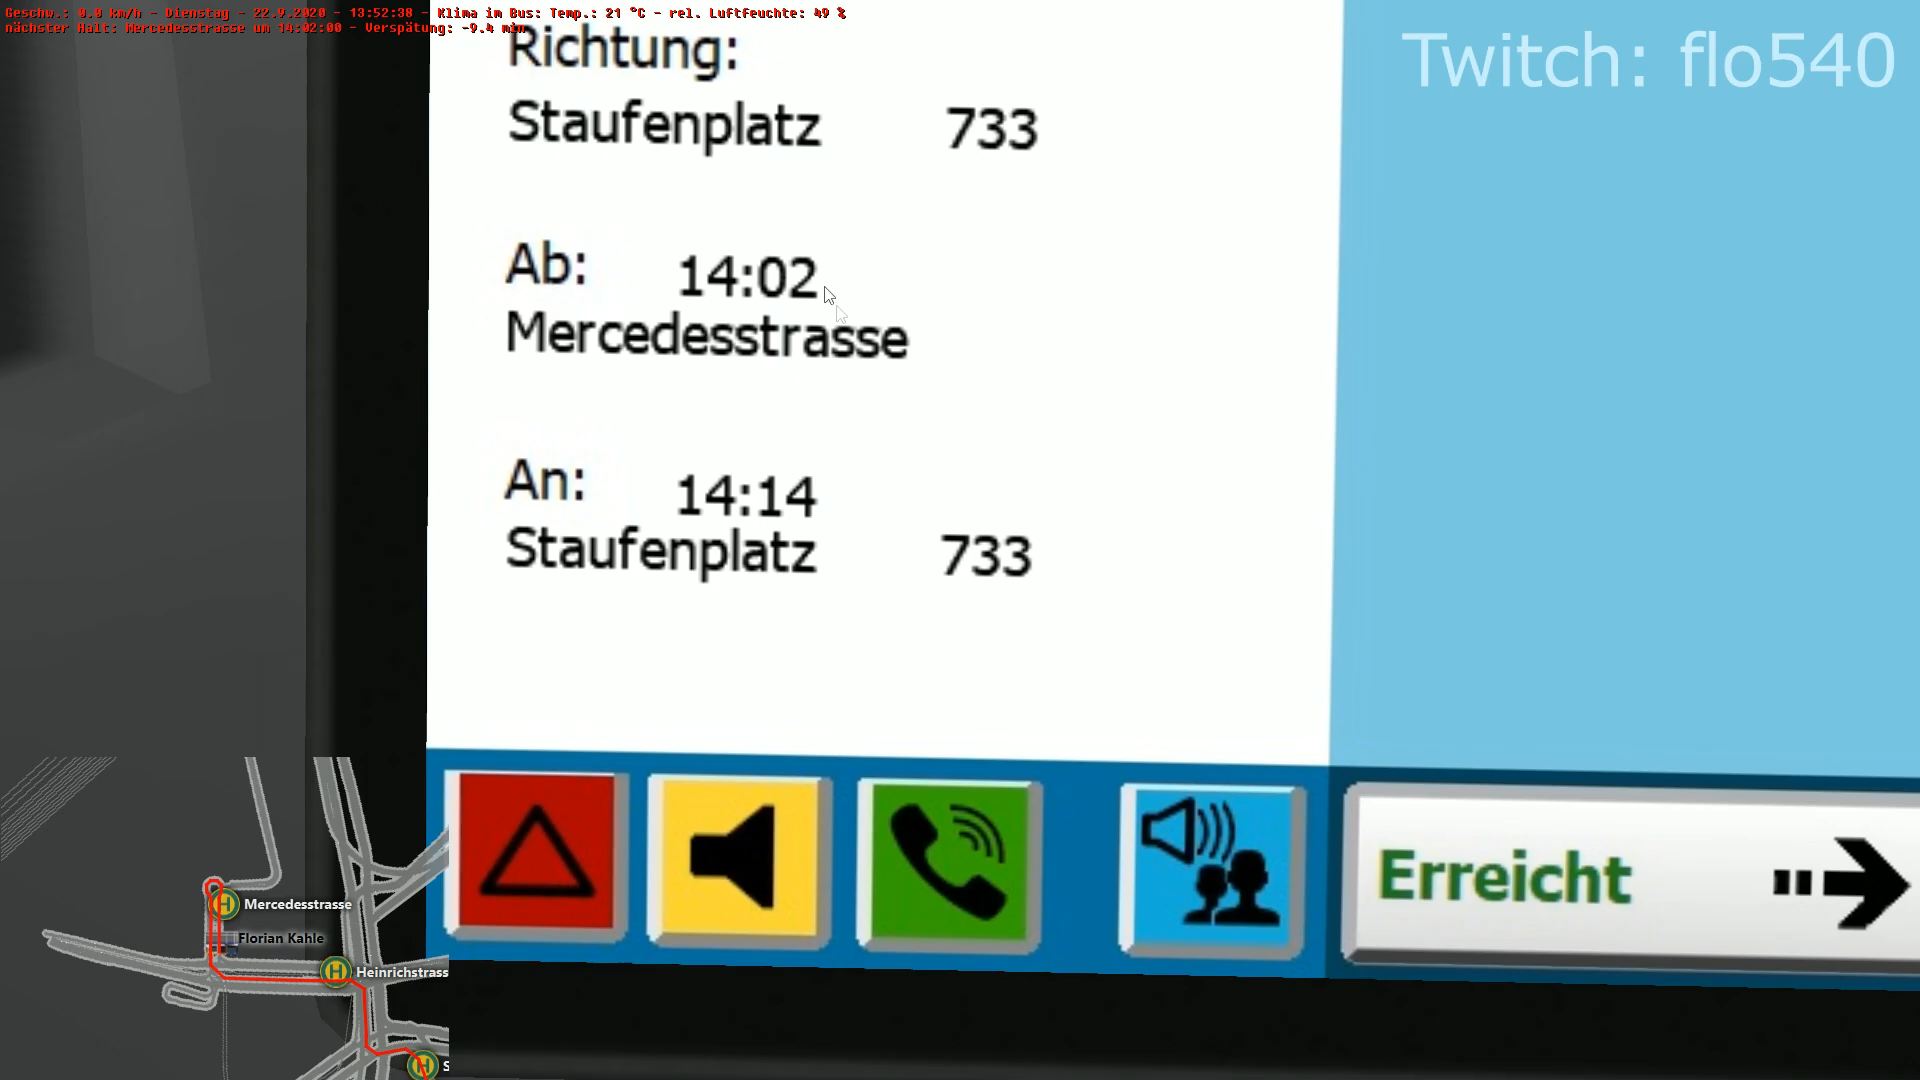 Geschw.: 0.0 km/h - Dienstag - 22.9.2020 - 13:52:38 - Klima im Bus: Temp.: 21 °C - rel. Luftfeuchte: 49 %
nächster Halt: Mercedesstrasse um 14:02:00 - Verspätung: -9.4 min
Twitch: flo540
Richtung:
Staufenplatz 733
Ab: 14:02
Mercedesstrasse
An: 14:14
Staufenplatz 733
Erreicht
H Mercedesstrasse
Florian Kahle
H Heinrichstrass
H S